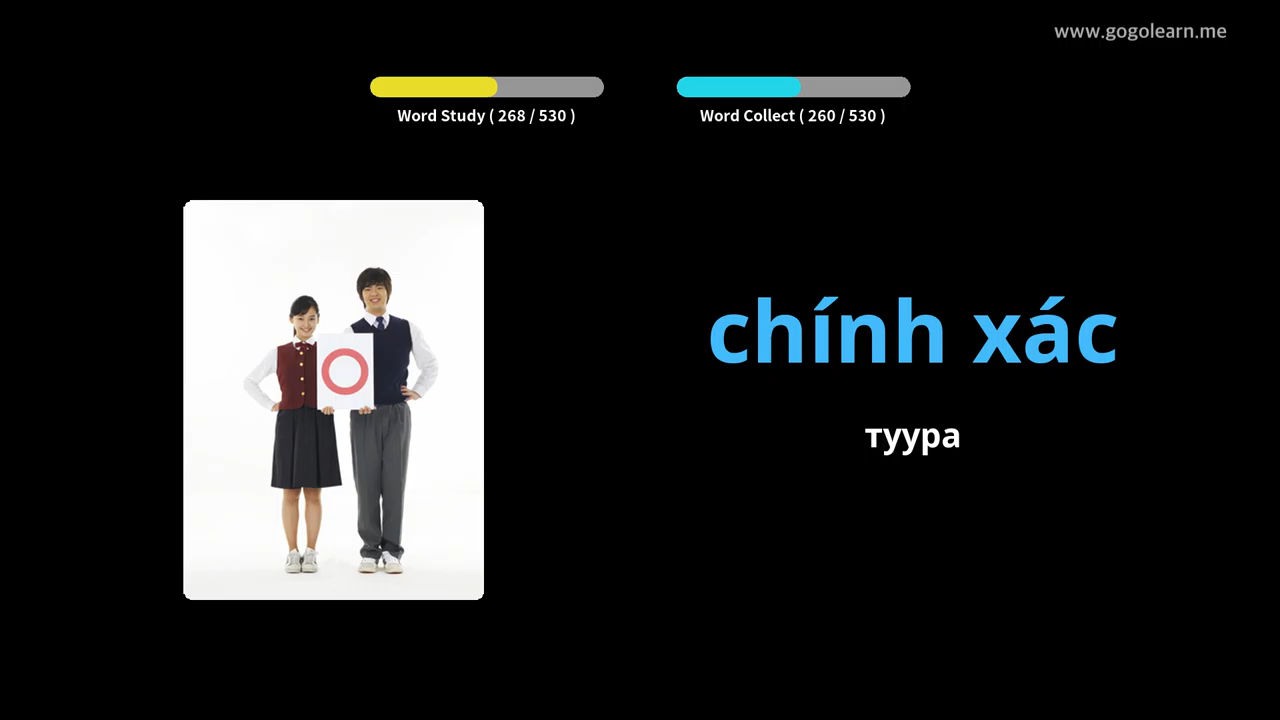 www.gogolearn.me
Word Study ( 268 / 530 )
Word Collect ( 260 / 530 )
chính xác
туура